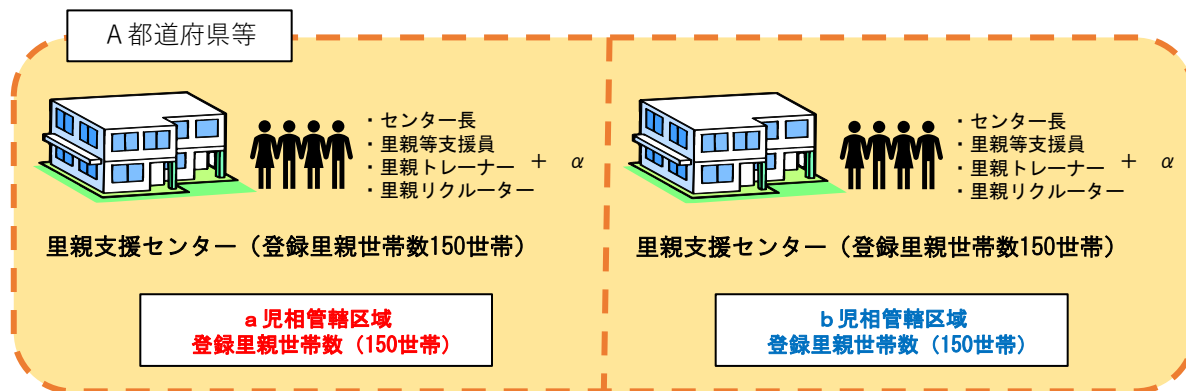 A都道府県等
・センター長
・里親等支援員
・里親トレーナー
・里親リクルーター
+ α
里親支援センター（登録里親世帯数150世帯）
a児相管轄区域
登録里親世帯数（150世帯）
・センター長
・里親等支援員
・里親トレーナー
・里親リクルーター
+ α
里親支援センター（登録里親世帯数150世帯）
b児相管轄区域
登録里親世帯数（150世帯）